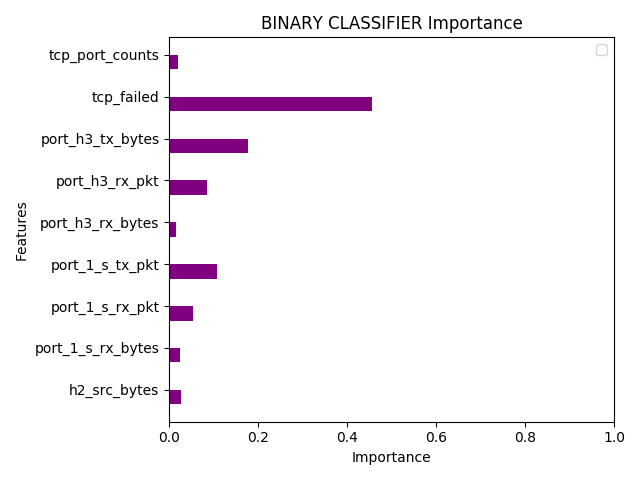 BINARY CLASSIFIER Importance
tcp_port_counts
tcp_failed
port_h3_tx_bytes
port_h3_rx_pkt
port_h3_rx_bytes
port_1_s_tx_pkt
port_1_s_rx_pkt
port_1_s_rx_bytes
h2_src_bytes
Features
0.0 0.2 0.4 0.6 0.8 1.0
Importance